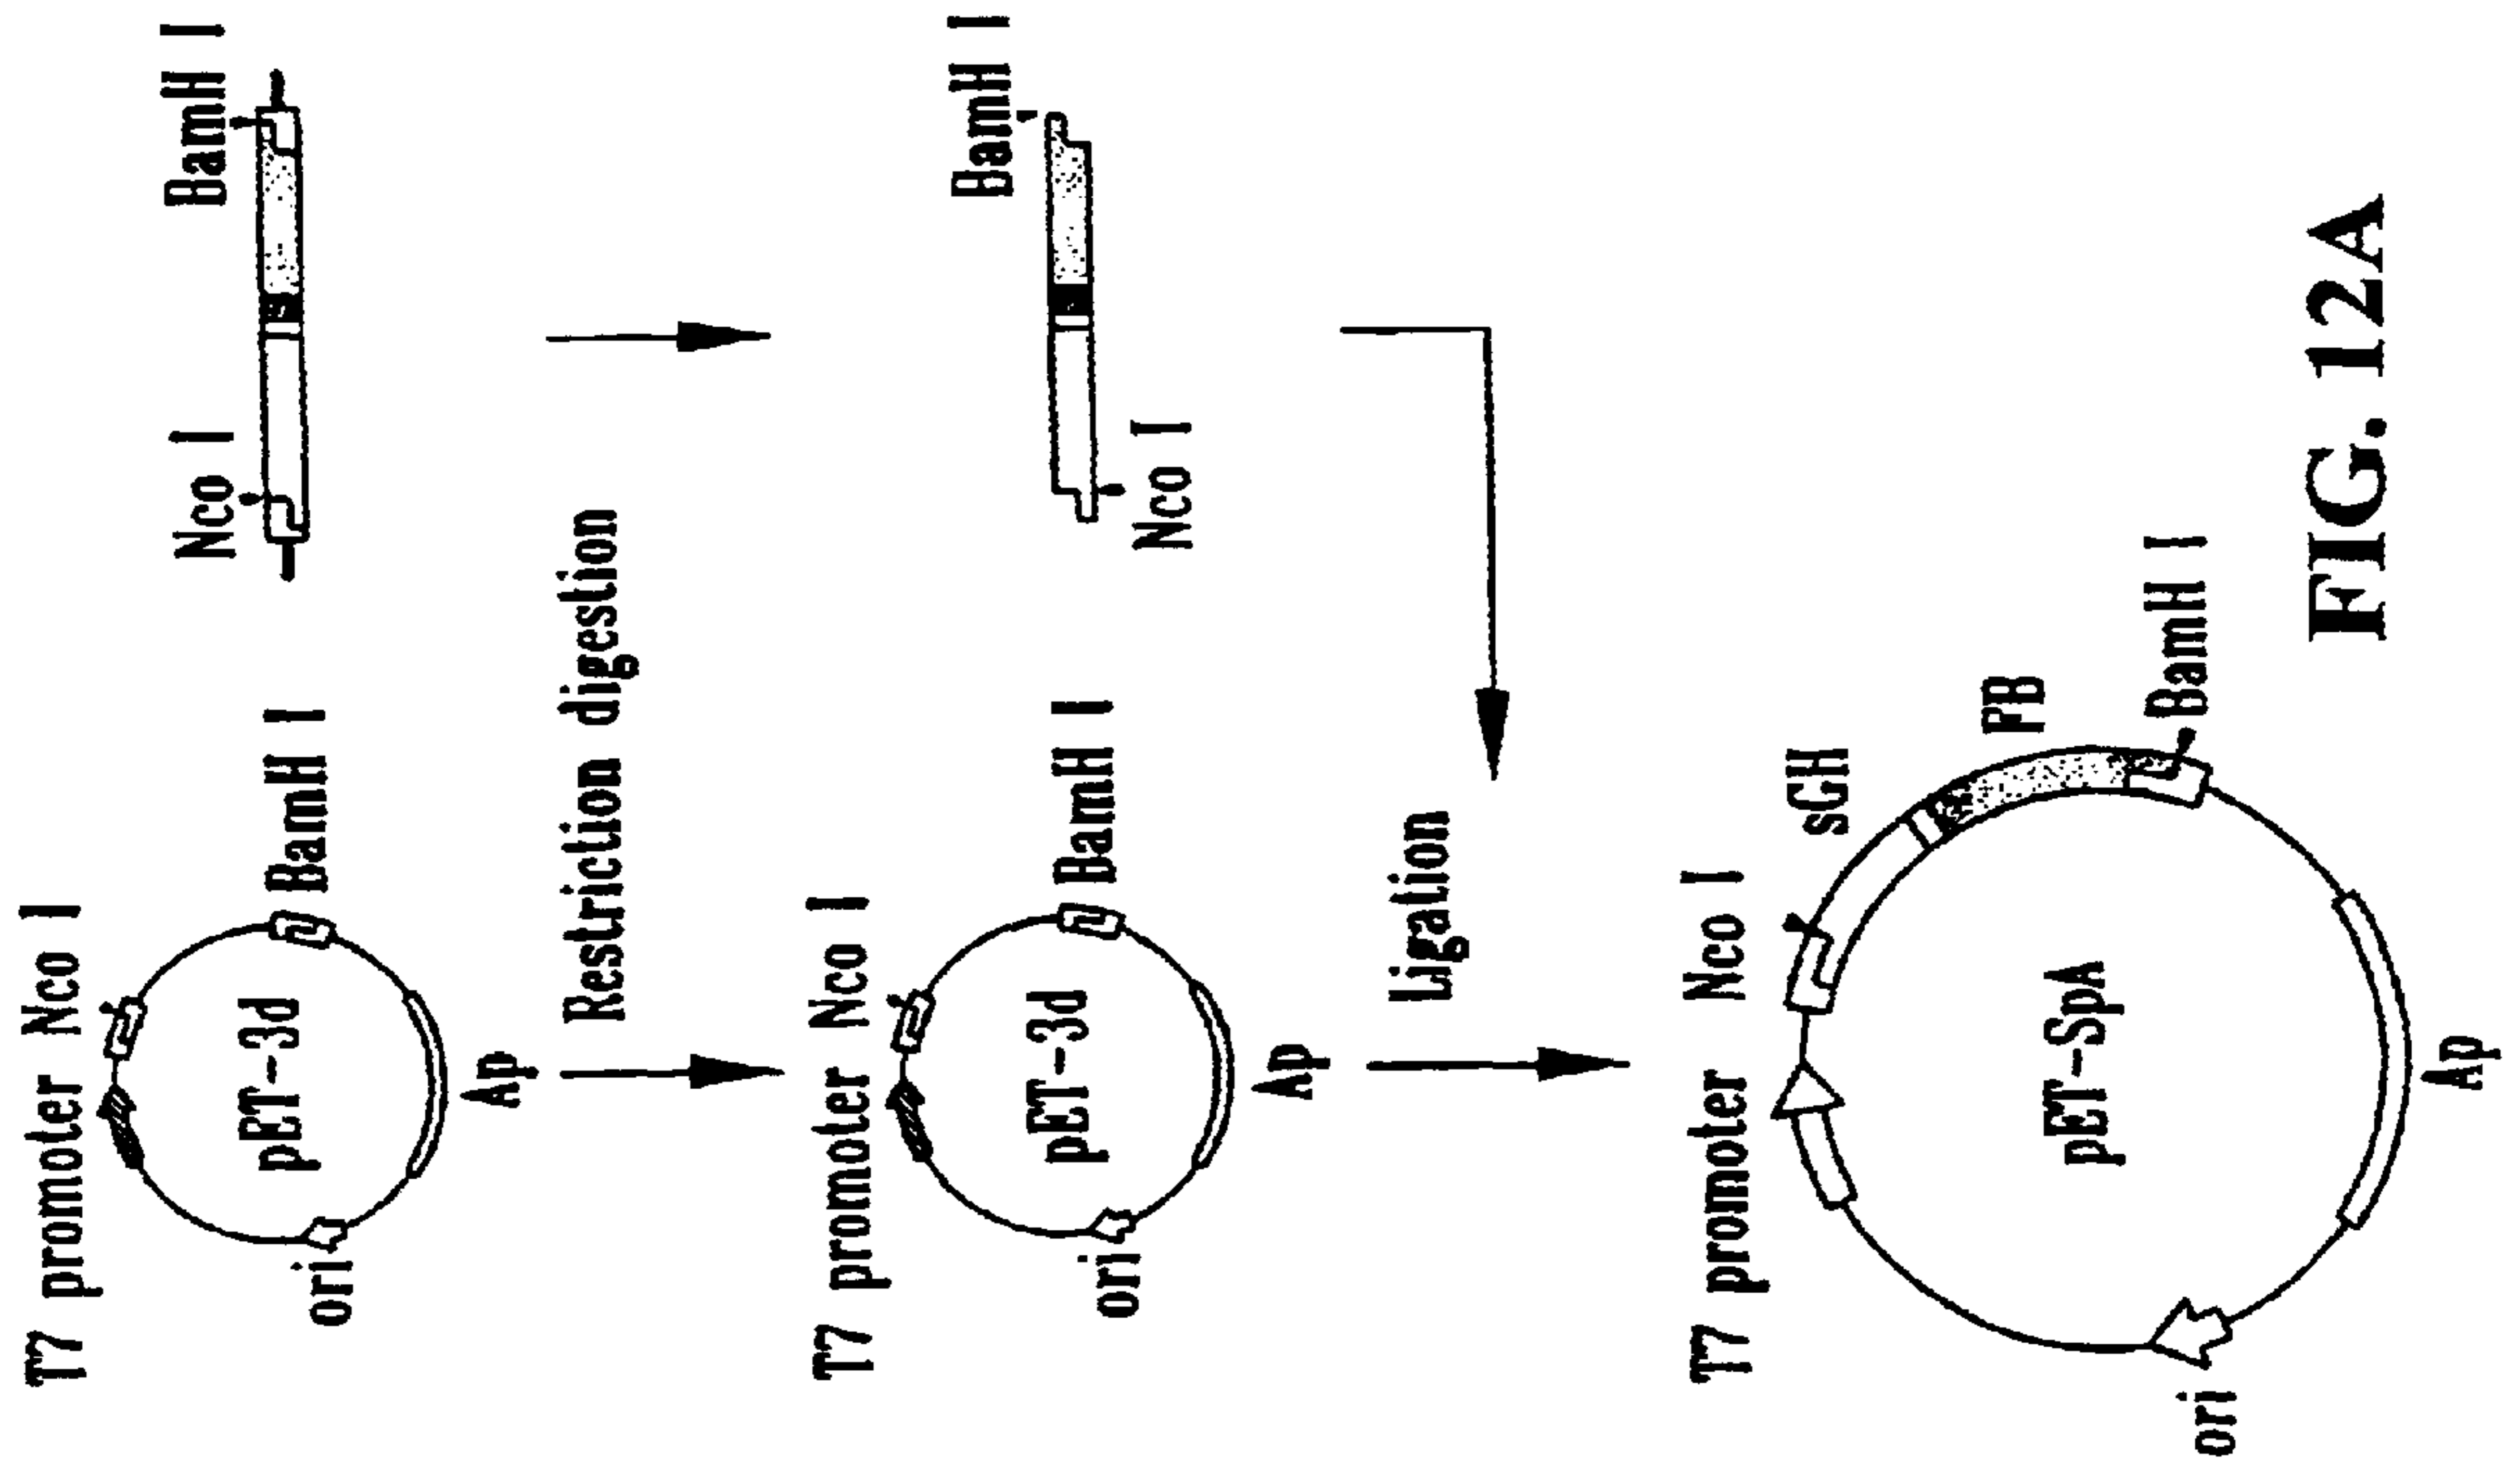 T7 promoter Nco I
BamH I
pET-3d
ori
Ap
Nco I
BamH I
Restriction digestion
T7 promoter Nco I
BamH I
pET-3d
ori
Ap
BamH I
Nco I
Ligation
T7 promoter Nco I
sGH
PB
BamH I
pET-SpA
ori
Ap
FIG. 12A